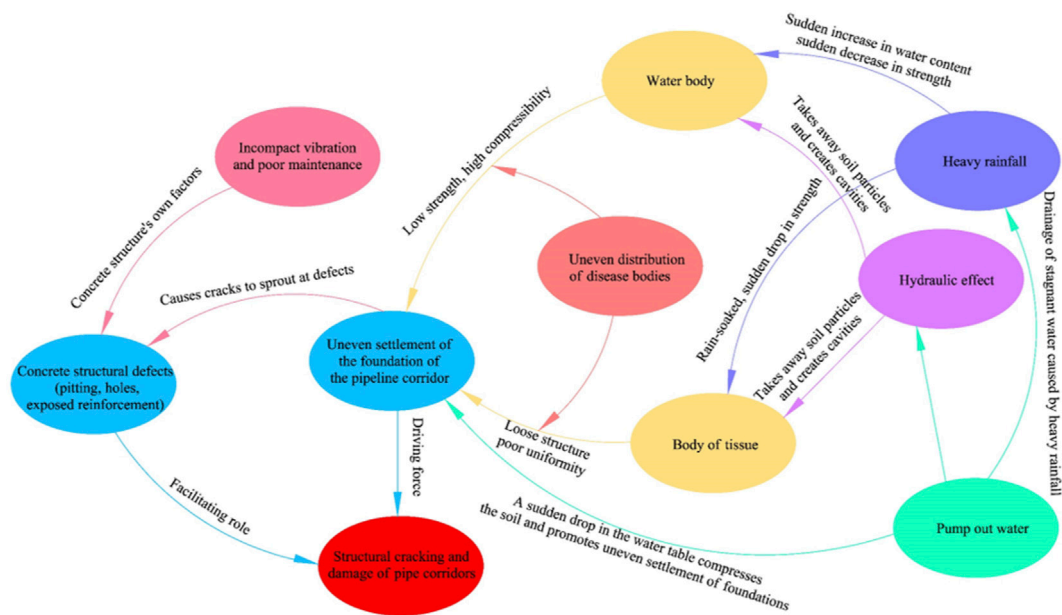 Sudden increase in water content
sudden decrease in strength
Water body
Heavy rainfall
Takes away soil particles
and creates cavities
Incompact vibration
and poor maintenance
Low strength, high compressibility
Rain-soaked, sudden drop in strength
Drainage of stagnant water caused by heavy rainfall
Concrete structure's own factors
Uneven distribution
of disease bodies
Hydraulic effect
Causes cracks to sprout at defects
Uneven settlement of
the foundation of
the pipeline corridor
Concrete structural defects
(pitting, holes,
exposed reinforcement)
Takes away soil particles
and creates cavities
Driving force
Loose structure
poor uniformity
Body of tissue
Facilitating role
A sudden drop in the water table compresses
the soil and promotes uneven settlement of foundations
Pump out water
Structural cracking and
damage of pipe corridors